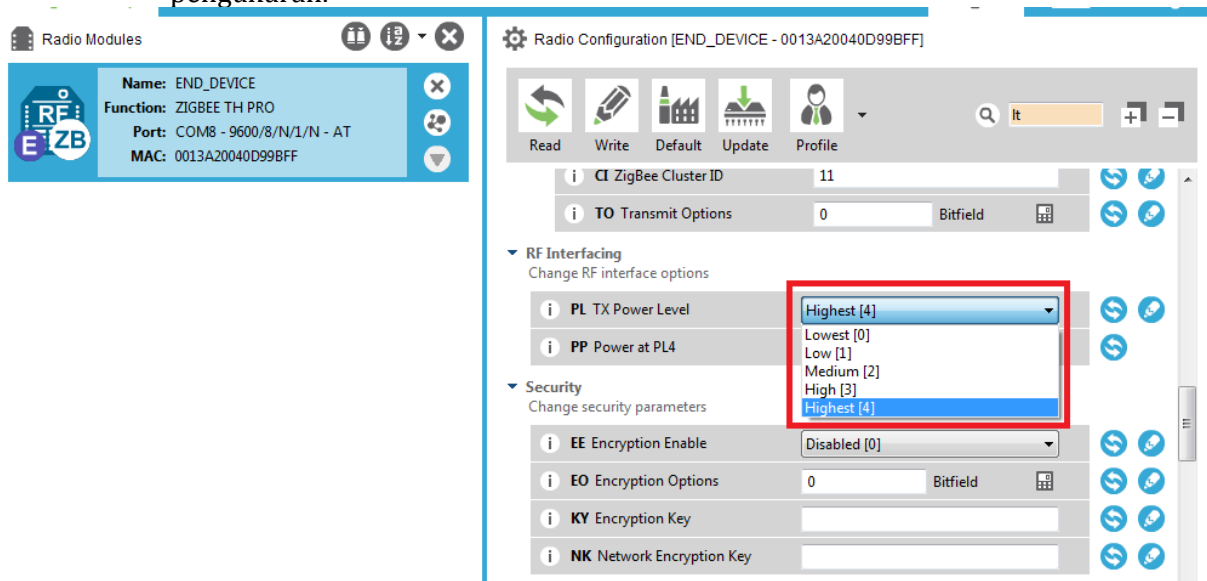 Radio Modules
Name: END_DEVICE
Function: ZIGBEE TH PRO
Port: COM8 - 9600/8/N/1/N - AT
MAC: 0013A20040D99BFF
RF
E ZB
Radio Configuration [END_DEVICE - 0013A20040D99BFF]
Read Write Default Update Profile
lt
i CI ZigBee Cluster ID 11
i TO Transmit Options 0 Bitfield
RF Interfacing
Change RF interface options
i PL TX Power Level Highest [4]
Lowest [0]
i PP Power at PL4
Low [1]
Medium [2]
High [3]
Highest [4]
Security
Change security parameters
i EE Encryption Enable Disabled [0]
i EO Encryption Options 0 Bitfield
i KY Encryption Key
i NK Network Encryption Key